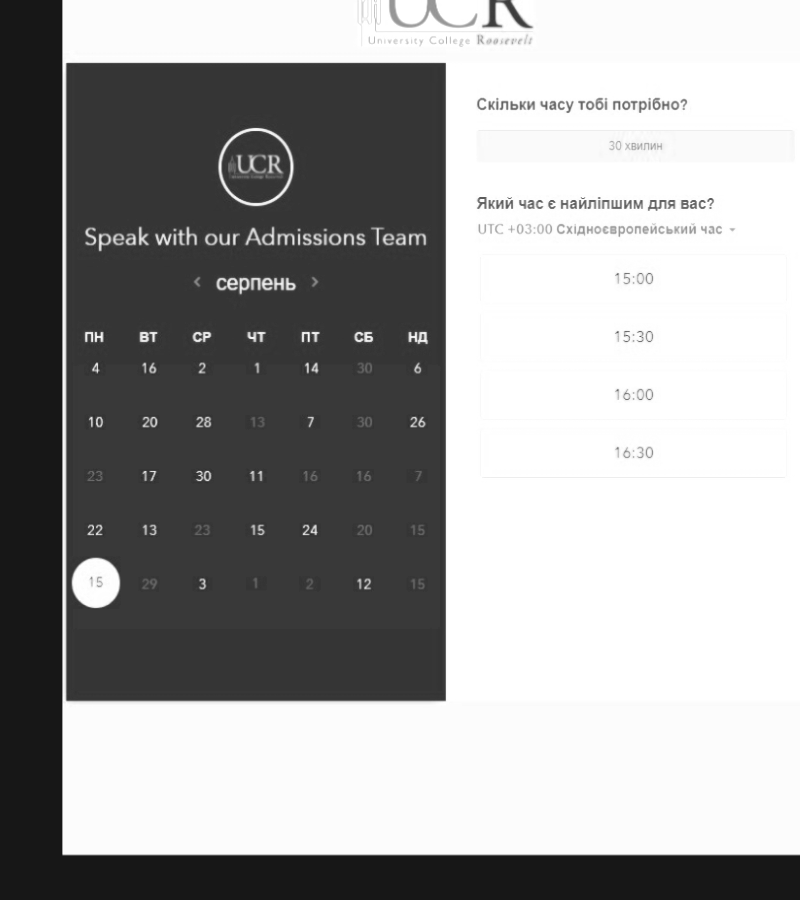 UCR
University College Roosevelt
UCR
Speak with our Admissions Team
< серпень >
ПН ВТ СР ЧТ ПТ СБ НД
4 16 2 1 14 30 6
10 20 28 13 7 30 26
23 17 30 11 16 16 7
22 13 23 15 24 20 15
15 29 3 1 2 12 15
Скільки часу тобі потрібно?
30 хвилин
Який час є найліпшим для вас?
UTC +03:00 Східноєвропейський час
15:00
15:30
16:00
16:30